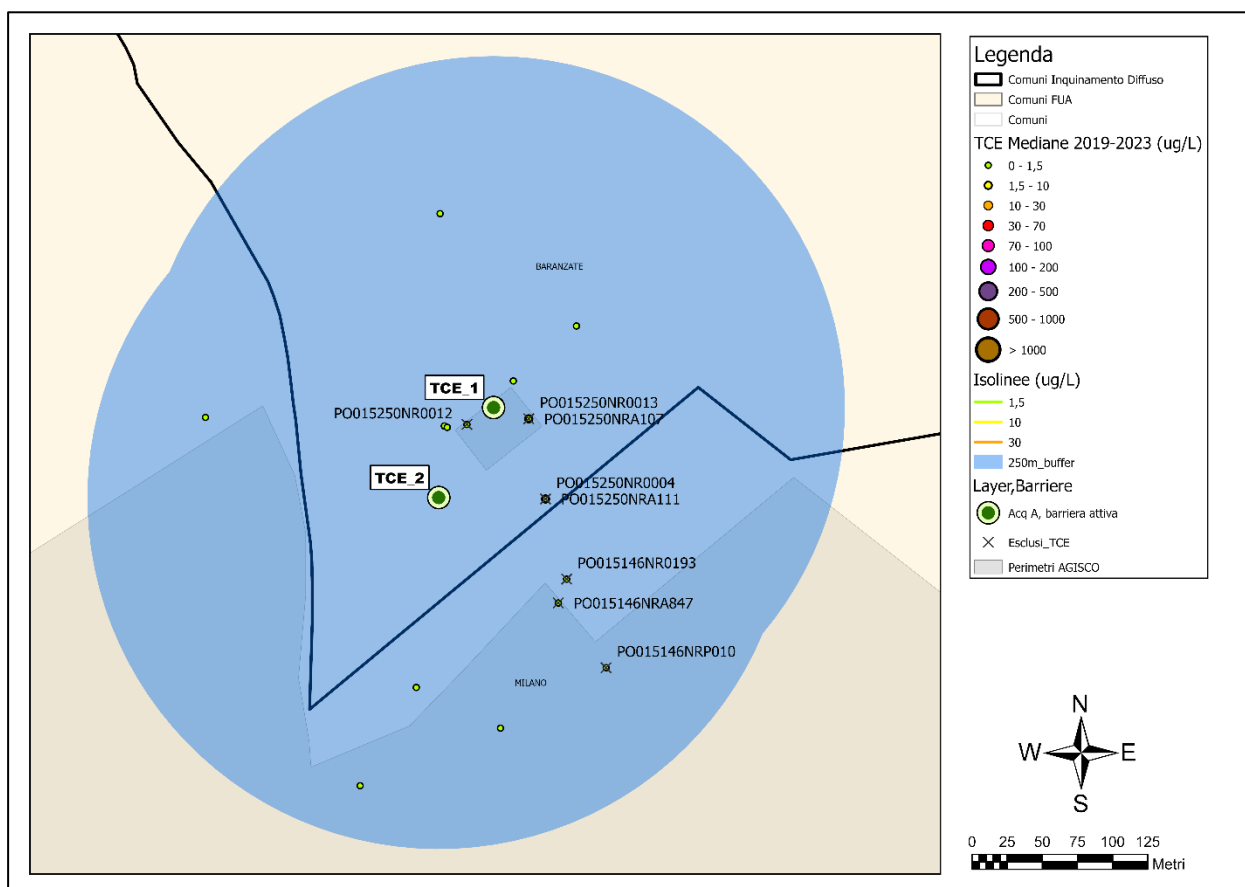 BARANZATE
TCE_1
PO015250NR0013
PO015250NR0012
PO015250NRA107
TCE_2
PO015250NR0004
PO015250NRA111
PO015146NR0193
PO015146NRA847
PO015146NRP010
MILANO
Legenda
Comuni Inquinamento Diffuso
Comuni FUA
Comuni
TCE Mediane 2019-2023 (ug/L)
0 - 1,5
1,5 - 10
10 - 30
30 - 70
70 - 100
100 - 200
200 - 500
500 - 1000
> 1000
Isolinee (ug/L)
1,5
10
30
250m_buffer
Layer,Barriere
Acq A, barriera attiva
Esclusi_TCE
Perimetri AGISCO
N
W E
S
0 25 50 75 100 125
Metri